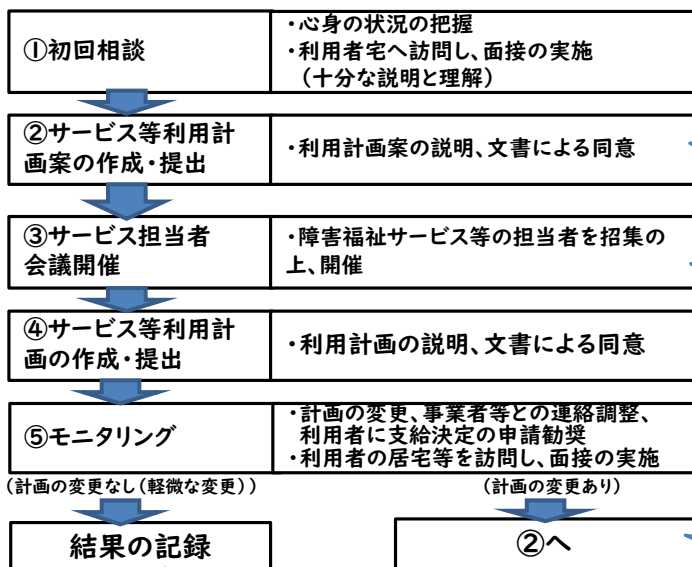 ①初回相談
・心身の状況の把握
・利用者宅へ訪問し、面接の実施
（十分な説明と理解）
②サービス等利用計
画案の作成・提出
・利用計画案の説明、文書による同意
③サービス担当者
会議開催
・障害福祉サービス等の担当者を招集の
上、開催
④サービス等利用計
画の作成・提出
・利用計画の説明、文書による同意
⑤モニタリング
・計画の変更、事業者等との連絡調整、
利用者に支給決定の申請勧奨
・利用者の居宅等を訪問し、面接の実施
（計画の変更なし（軽微な変更））
（計画の変更あり）
結果の記録
②へ